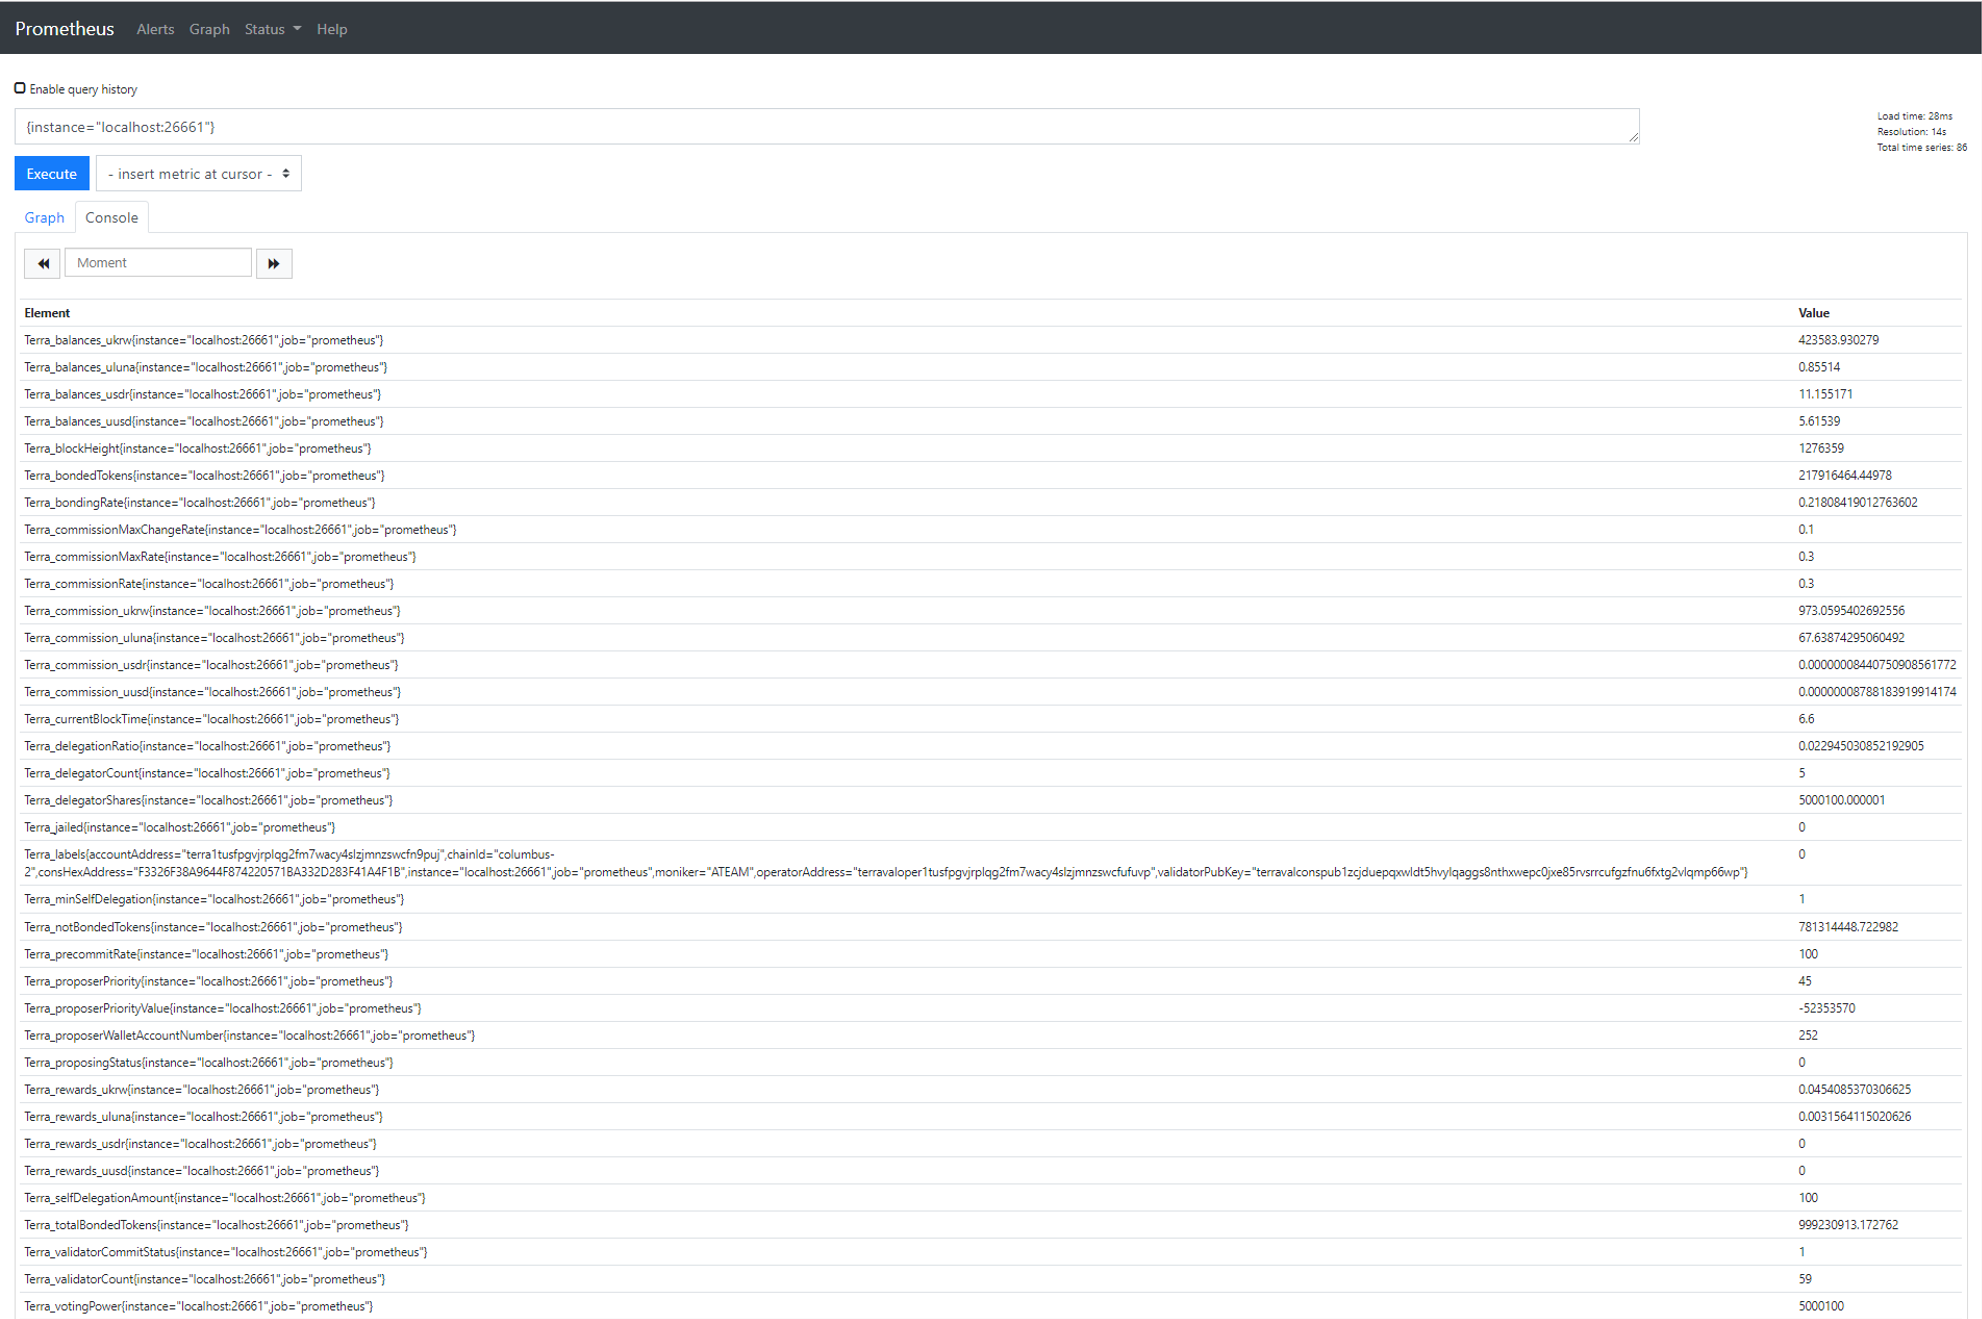 Prometheus Alerts Graph Status Help
Enable query history
{instance="localhost:26661"}
Load time: 28ms
Resolution: 14s
Total time series: 86
Execute - insert metric at cursor -
Graph Console
Moment
Element Value
Terra_balances_ukrw{instance="localhost:26661",job="prometheus"} 423583.930279
Terra_balances_uluna{instance="localhost:26661",job="prometheus"} 0.85514
Terra_balances_usdr{instance="localhost:26661",job="prometheus"} 11.155171
Terra_balances_uusd{instance="localhost:26661",job="prometheus"} 5.61539
Terra_blockHeight{instance="localhost:26661",job="prometheus"} 1276359
Terra_bondedTokens{instance="localhost:26661",job="prometheus"} 217916464.44978
Terra_bondingRate{instance="localhost:26661",job="prometheus"} 0.21808419012763602
Terra_commissionMaxChangeRate{instance="localhost:26661",job="prometheus"} 0.1
Terra_commissionMaxRate{instance="localhost:26661",job="prometheus"} 0.3
Terra_commissionRate{instance="localhost:26661",job="prometheus"} 0.3
Terra_commission_ukrw{instance="localhost:26661",job="prometheus"} 973.0595402692556
Terra_commission_uluna{instance="localhost:26661",job="prometheus"} 67.63874295060492
Terra_commission_usdr{instance="localhost:26661",job="prometheus"} 0.00000008440750908561772
Terra_commission_uusd{instance="localhost:26661",job="prometheus"} 0.00000008788183919914174
Terra_currentBlockTime{instance="localhost:26661",job="prometheus"} 6.6
Terra_delegationRatio{instance="localhost:26661",job="prometheus"} 0.022945030852192905
Terra_delegatorCount{instance="localhost:26661",job="prometheus"} 5
Terra_delegatorShares{instance="localhost:26661",job="prometheus"} 5000100.000001
Terra_jailed{instance="localhost:26661",job="prometheus"} 0
Terra_labels{accountAddress="terra1tusfpgvjrplqg2fm7wacy4slzjmnzswcfn9puj",chainId="columbus- 0
2",consHexAddress="F3326F38A9644F874220571BA332D283F41A4F1B",instance="localhost:26661",job="prometheus",moniker="ATEAM",operatorAddress="terravaloper1tusfpgvjrplqg2fm7wacy4slzjmnzswcfufuvp",validatorPubKey="terravalconspub1zcjduepqxwldt5hvylqaggs8nthxwepc0jxe85rvsrrcufgzfnu6fxtg2vlqmp66wp"}
Terra_minSelfDelegation{instance="localhost:26661",job="prometheus"} 1
Terra_notBondedTokens{instance="localhost:26661",job="prometheus"} 781314448.722982
Terra_precommitRate{instance="localhost:26661",job="prometheus"} 100
Terra_proposerPriority{instance="localhost:26661",job="prometheus"} 45
Terra_proposerPriorityValue{instance="localhost:26661",job="prometheus"} -52353570
Terra_proposerWalletAccountNumber{instance="localhost:26661",job="prometheus"} 252
Terra_proposingStatus{instance="localhost:26661",job="prometheus"} 0
Terra_rewards_ukrw{instance="localhost:26661",job="prometheus"} 0.0454085370306625
Terra_rewards_uluna{instance="localhost:26661",job="prometheus"} 0.0031564115020626
Terra_rewards_usdr{instance="localhost:26661",job="prometheus"} 0
Terra_rewards_uusd{instance="localhost:26661",job="prometheus"} 0
Terra_selfDelegationAmount{instance="localhost:26661",job="prometheus"} 100
Terra_totalBondedTokens{instance="localhost:26661",job="prometheus"} 999230913.172762
Terra_validatorCommitStatus{instance="localhost:26661",job="prometheus"} 1
Terra_validatorCount{instance="localhost:26661",job="prometheus"} 59
Terra_votingPower{instance="localhost:26661",job="prometheus"} 5000100